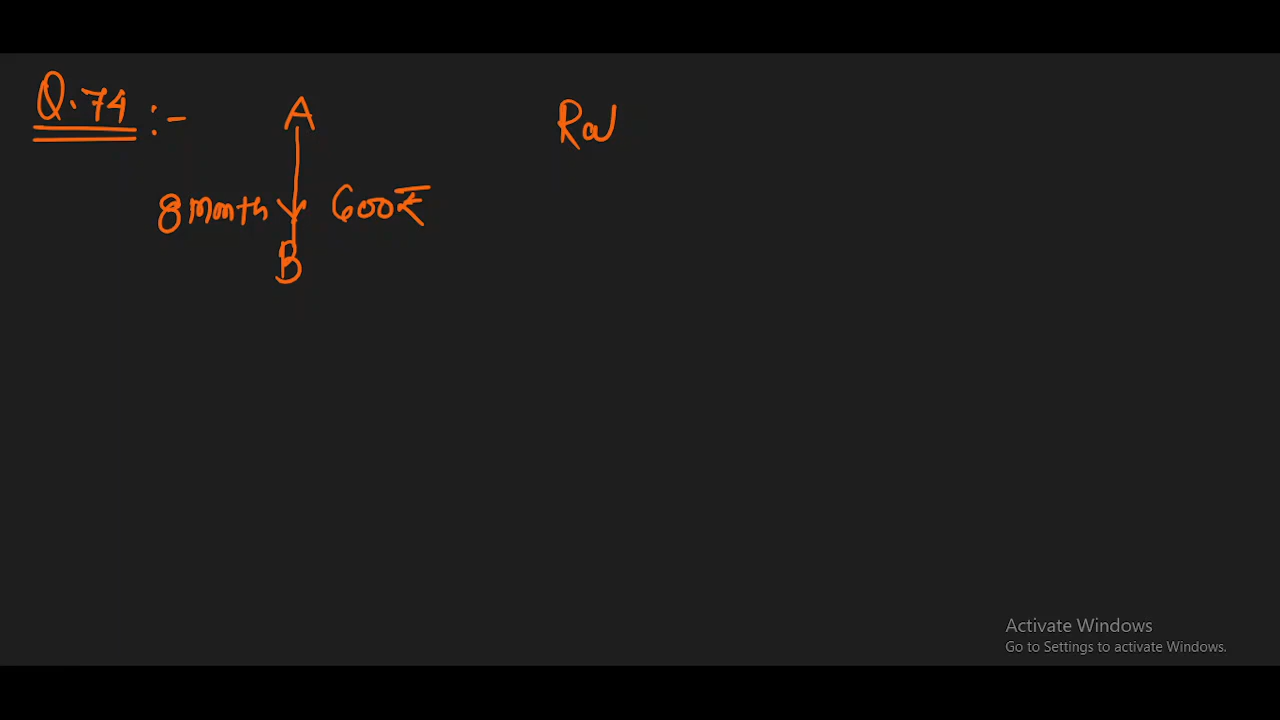 Q.74 :-
A
Ra
8 month 600₹
B
Activate Windows
Go to Settings to activate Windows.